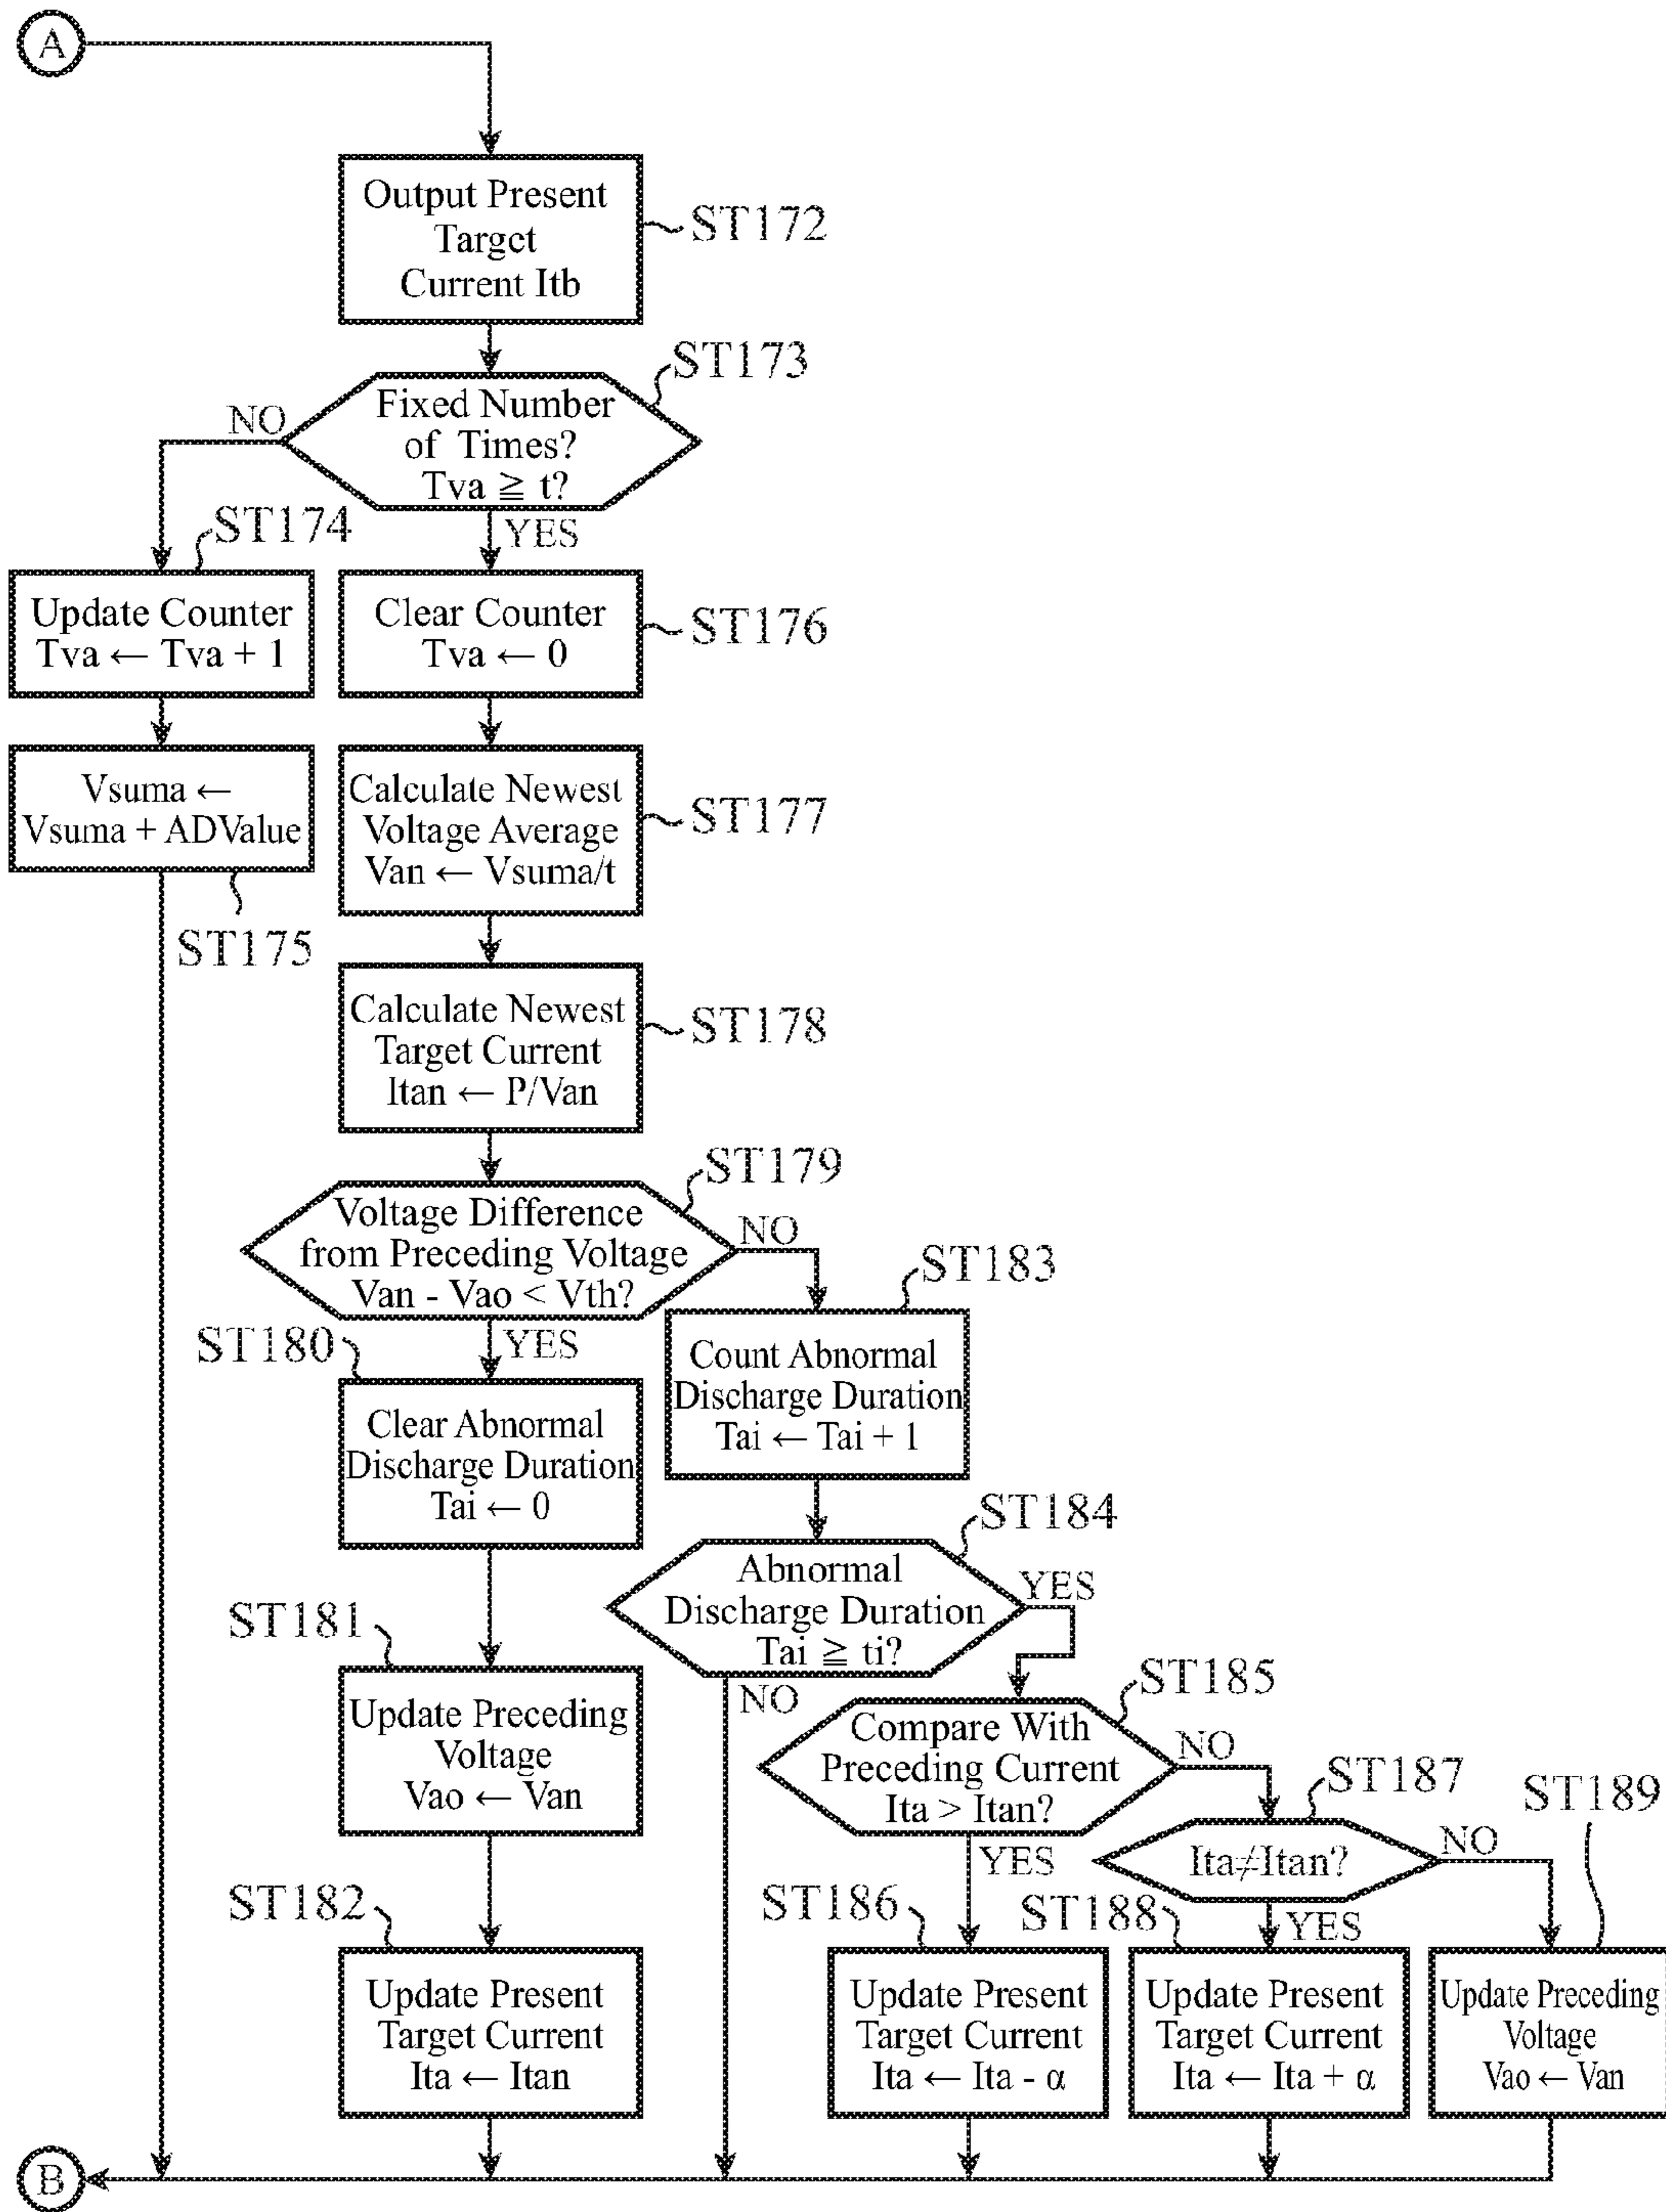 A
Output Present
Target
Current Itb
ST172
ST173
Fixed Number
of Times?
Tva ≧ t?
NO
YES
ST174
Update Counter
Tva ← Tva + 1
Clear Counter
Tva ← 0
ST176
Vsuma ←
Vsuma + ADValue
ST175
Calculate Newest
Voltage Average
Van ← Vsuma/t
ST177
Calculate Newest
Target Current
Itan ← P/Van
ST178
ST179
Voltage Difference
from Preceding Voltage
Van - Vao < Vth?
NO
YES
ST180
Clear Abnormal
Discharge Duration
Tai ← 0
ST183
Count Abnormal
Discharge Duration
Tai ← Tai + 1
ST184
Abnormal
Discharge Duration
Tai ≧ ti?
YES
NO
ST181
Update Preceding
Voltage
Vao ← Van
ST185
Compare With
Preceding Current
Ita > Itan?
NO
YES
ST187
Ita≠Itan?
NO
YES
ST189
ST182
Update Present
Target Current
Ita ← Itan
ST186
Update Present
Target Current
Ita ← Ita - α
ST188
Update Present
Target Current
Ita ← Ita + α
Update Preceding
Voltage
Vao ← Van
B